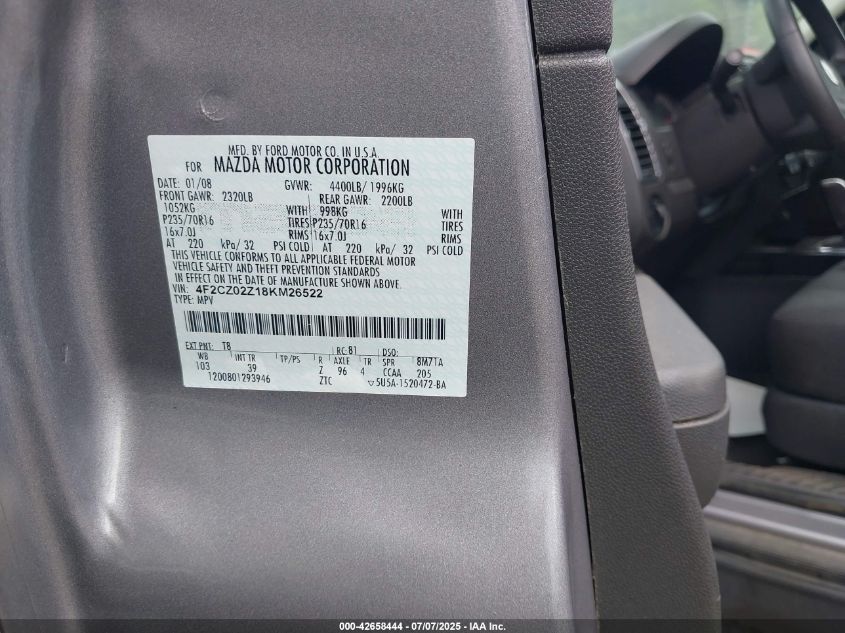 MFD. BY FORD MOTOR CO. IN U.S.A.
FOR MAZDA MOTOR CORPORATION
DATE: 01/08 GVWR: 4400LB/ 1996KG
FRONT GAWR: 2320LB REAR GAWR: 2200LB
1052KG WITH 998KG WITH
P235/70R16 TIRES P235/70R16 TIRES
16x7.0J RIMS 16x7.0J RIMS
AT 220 kPa/ 32 PSI COLD AT 220 kPa/ 32 PSI COLD
THIS VEHICLE CONFORMS TO ALL APPLICABLE FEDERAL MOTOR
VEHICLE SAFETY AND THEFT PREVENTION STANDARDS
IN EFFECT ON THE DATE OF MANUFACTURE SHOWN ABOVE.
VIN: 4F2CZ02Z18KM26522
TYPE: MPV
EXT PNT: T8 RC:81 DSO:
WB INT TR TP/PS R AXLE TR SPR 8M7TA
103 39 Z 96 4 CCAA 205
1200801293946 ZTC ▽5U5A-1520472-BA
000-42658444 / 07/07/2025 - IAA Inc.